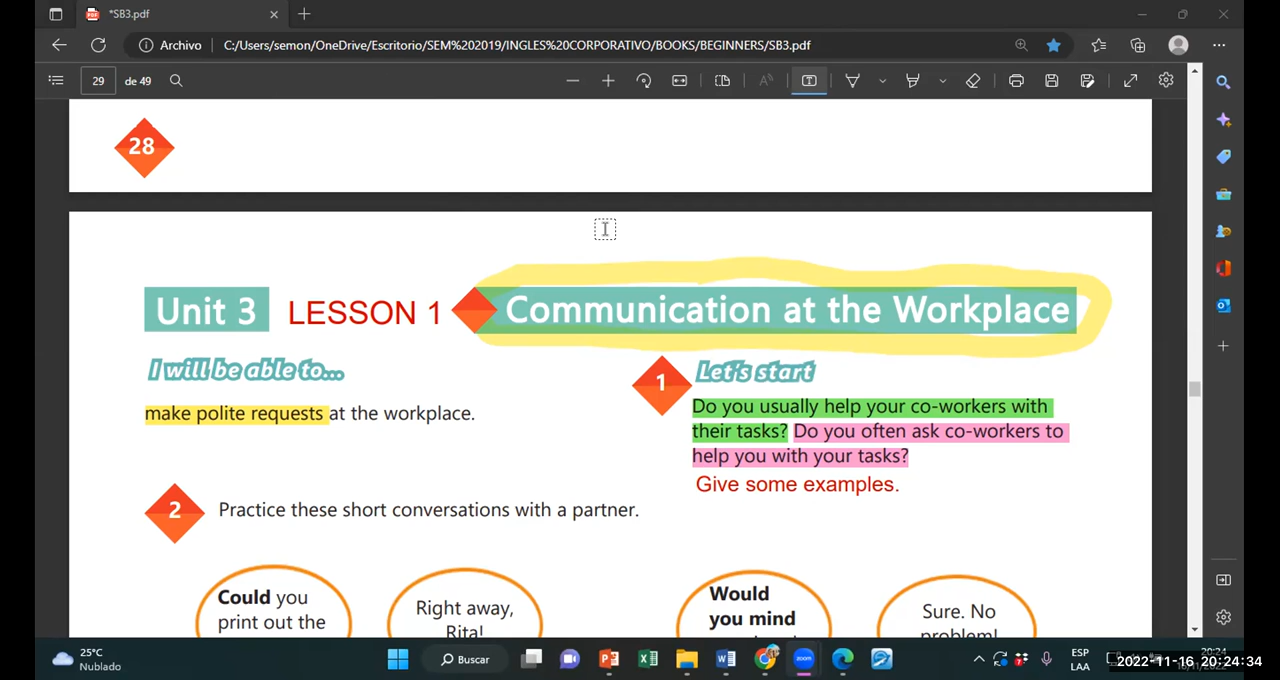 *SB3.pdf
Archivo
C:/Users/semon/OneDrive/Escritorio/SEM%202019/INGLES%20CORPORATIVO/BOOKS/BEGINNERS/SB3.pdf
29 de 49
28
Unit 3 LESSON 1 Communication at the Workplace
I will be able to...
make polite requests at the workplace.
1 Let's start
Do you usually help your co-workers with
their tasks? Do you often ask co-workers to
help you with your tasks?
Give some examples.
2 Practice these short conversations with a partner.
Could you
print out the
Right away,
Rita!
Would
you mind
Sure. No
problem!
25°C
Nublado
Buscar
zoom
ESP
LAA
20:24
2022-11-16 20:24:34